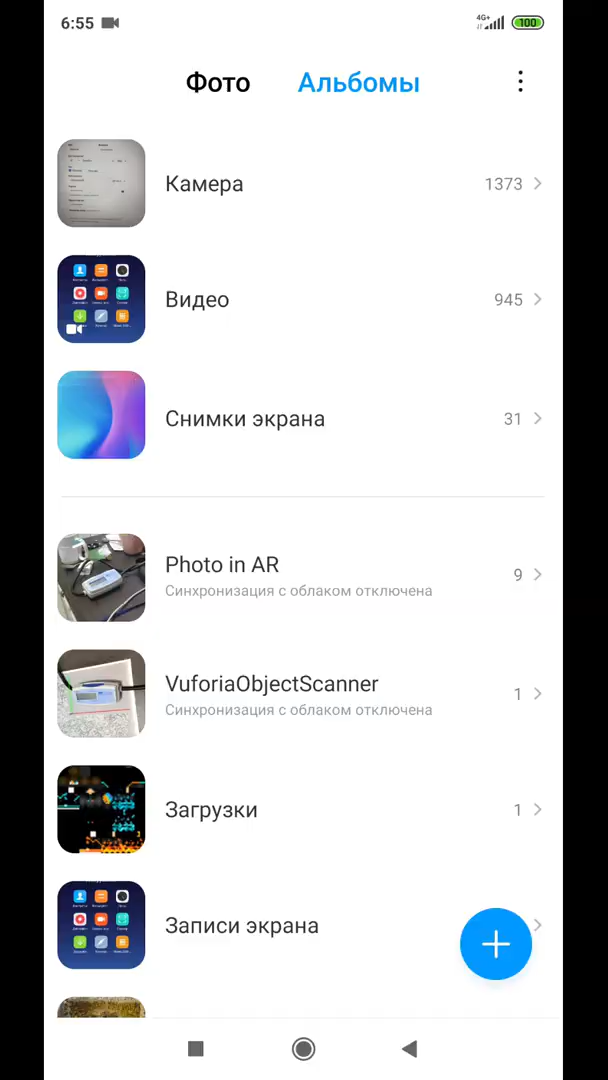 6:55
4G+
100
Фото
Альбомы
Камера
1373
Видео
945
Снимки экрана
31
Photo in AR
Синхронизация с облаком отключена
9
VuforiaObjectScanner
Синхронизация с облаком отключена
1
Загрузки
1
Записи экрана